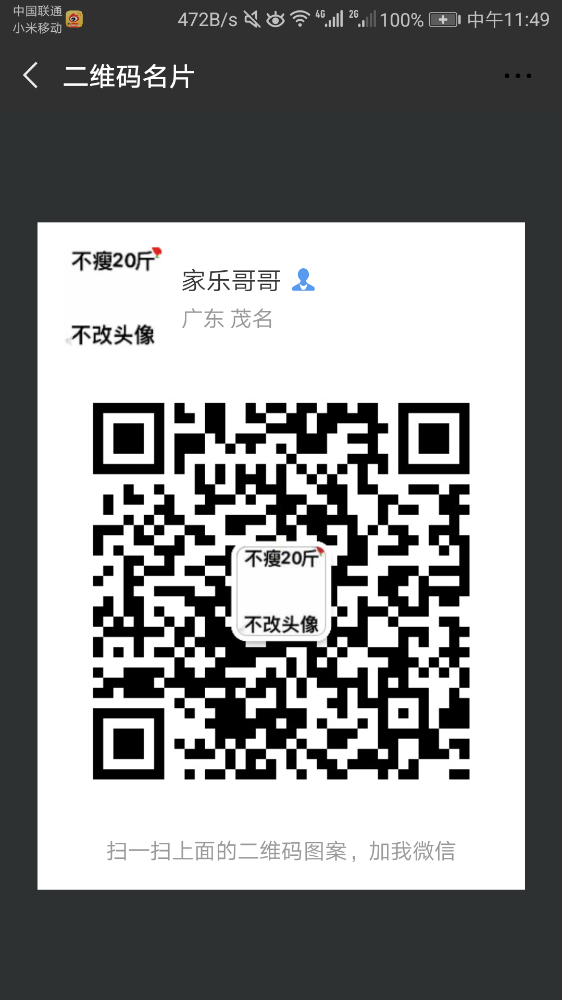 中国联通
小米移动
472B/s 4G 2G 100% 中午11:49
二维码名片
不瘦20斤
不改头像
家乐哥哥
广东 茂名
不瘦20斤
不改头像
扫一扫上面的二维码图案，加我微信